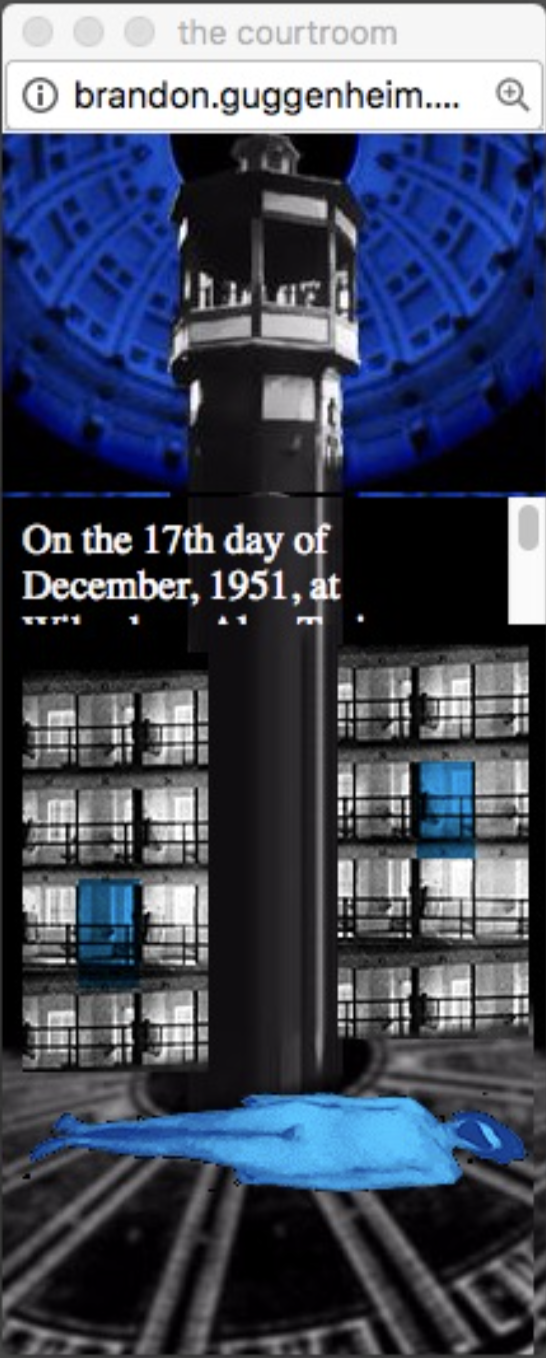 the courtroom
brandon.guggenheim....
On the 17th day of
December, 1951, at